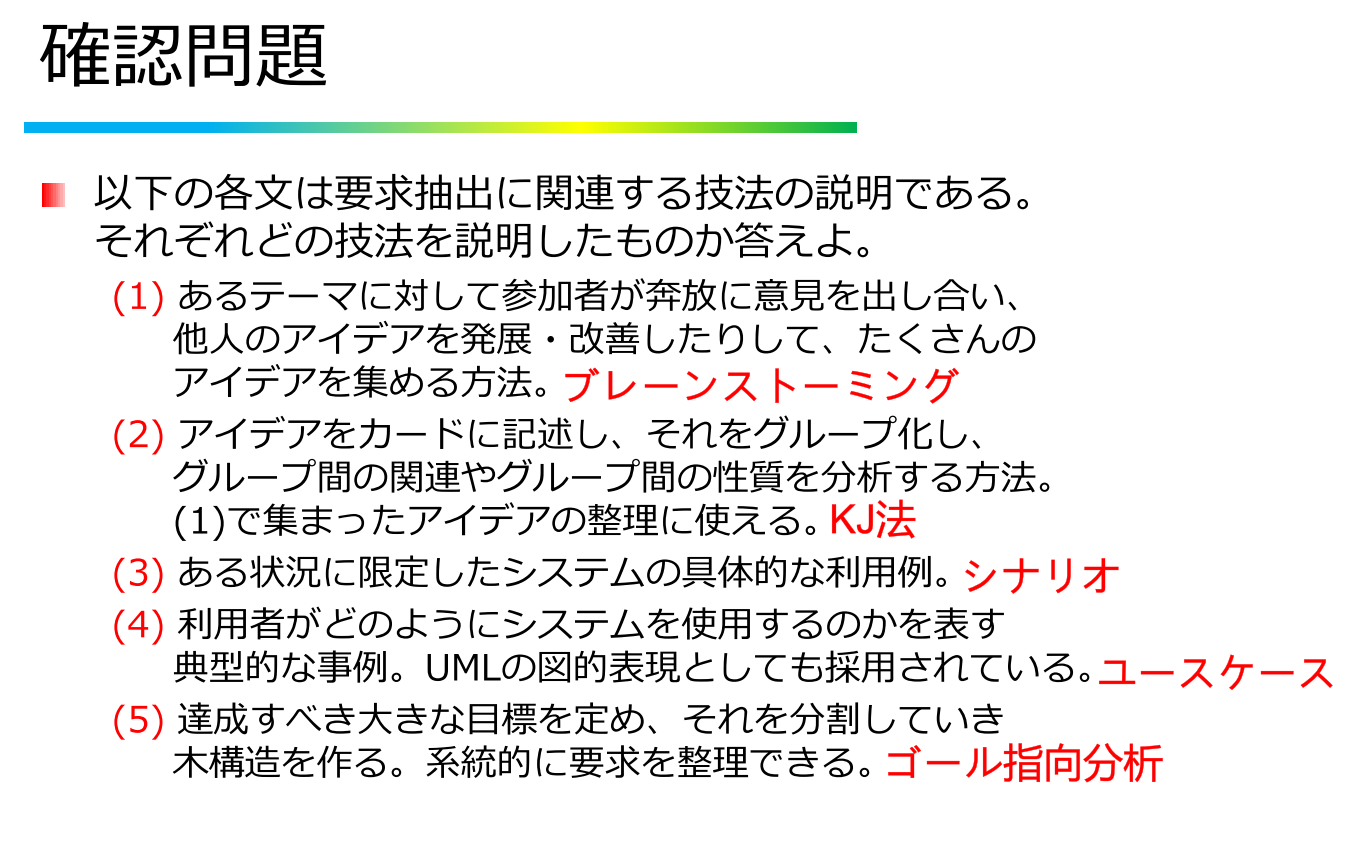 確認問題
以下の各文は要求抽出に関連する技法の説明である。
それぞれどの技法を説明したものか答えよ。
(1) あるテーマに対して参加者が奔放に意見を出し合い、
他人のアイデアを発展・改善したりして、たくさんの
アイデアを集める方法。ブレーンストーミング
(2) アイデアをカードに記述し、それをグループ化し、
グループ間の関連やグループ間の性質を分析する方法。
(1)で集まったアイデアの整理に使える。KJ法
(3) ある状況に限定したシステムの具体的な利用例。シナリオ
(4) 利用者がどのようにシステムを使用するのかを表す
典型的な事例。UMLの図的表現としても採用されている。ユースケース
(5) 達成すべき大きな目標を定め、それを分割していき
木構造を作る。系統的に要求を整理できる。ゴール指向分析